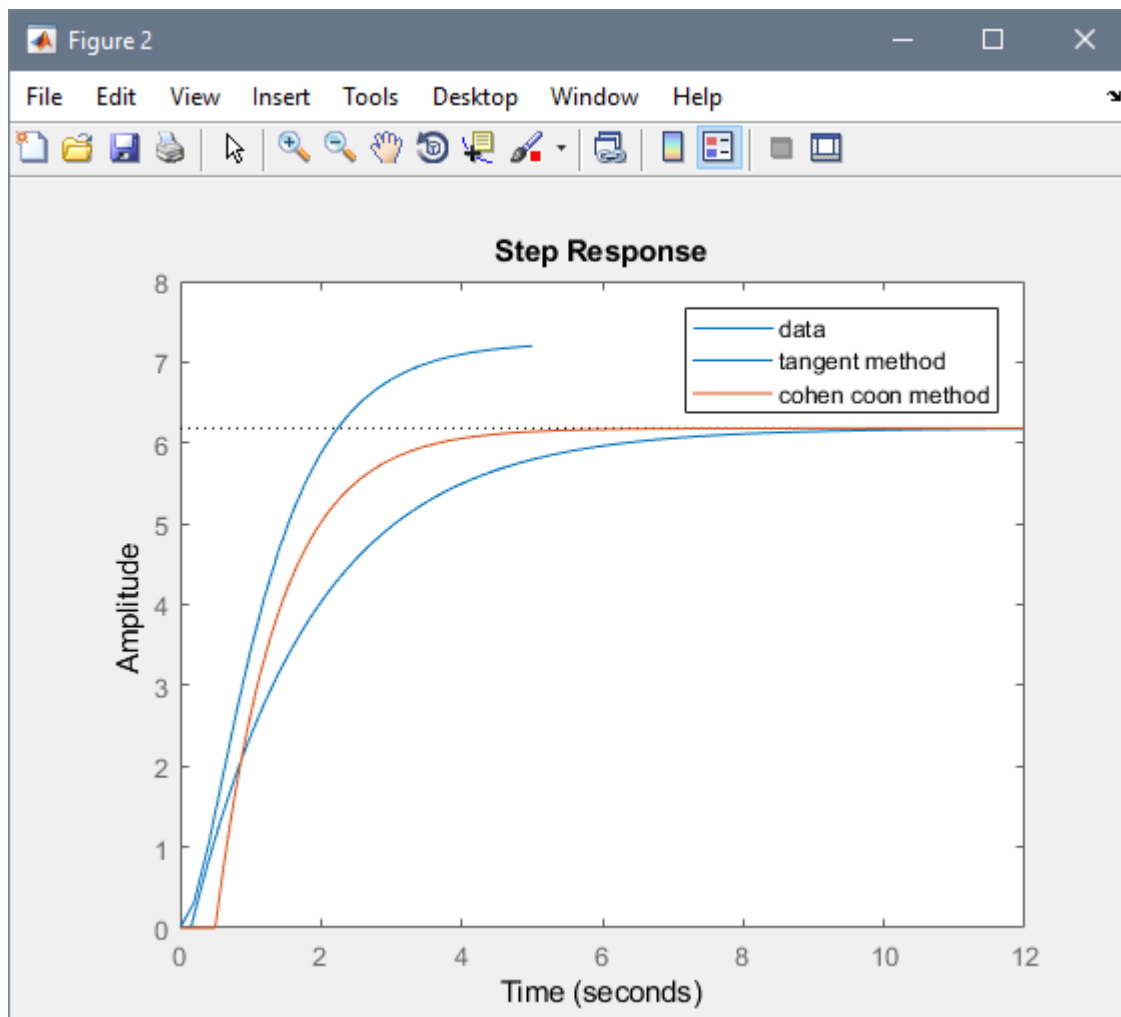 Figure 2
File Edit View Insert Tools Desktop Window Help
Step Response
data
tangent method
cohen coon method
Amplitude
8
7
6
5
4
3
2
1
0
0 2 4 6 8 10 12
Time (seconds)